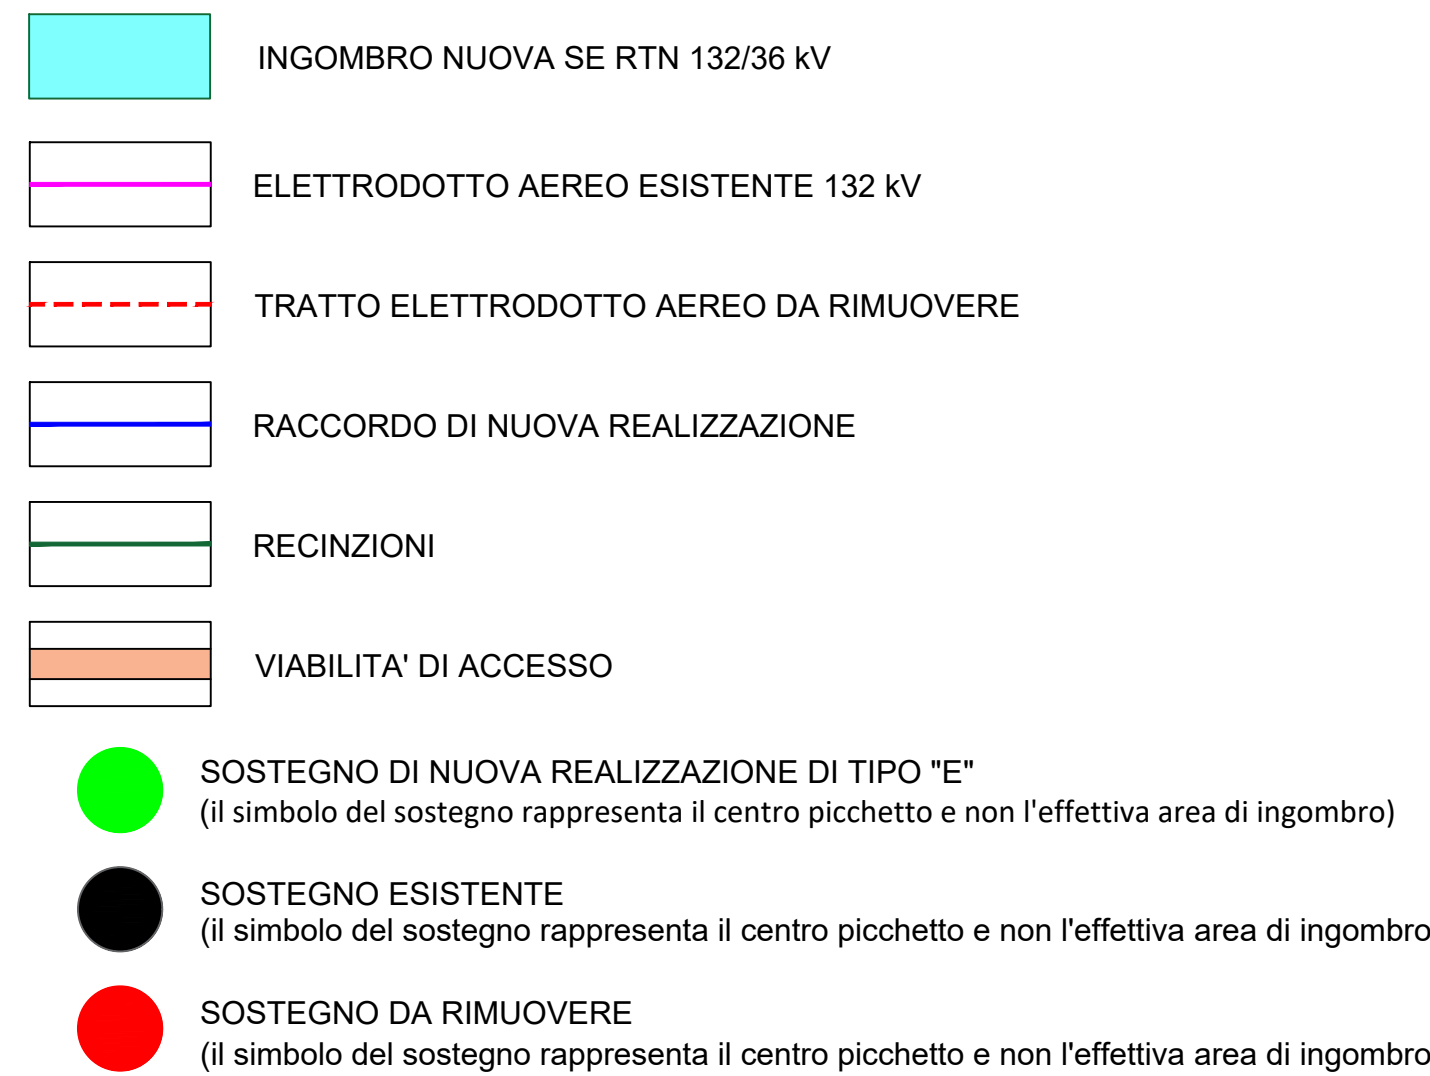 INGOMBRO NUOVA SE RTN 132/36 kV
ELETTRODOTTO AEREO ESISTENTE 132 kV
TRATTO ELETTRODOTTO AEREO DA RIMUOVERE
RACCORDO DI NUOVA REALIZZAZIONE
RECINZIONI
VIABILITA' DI ACCESSO
SOSTEGNO DI NUOVA REALIZZAZIONE DI TIPO "E"
(il simbolo del sostegno rappresenta il centro picchetto e non l'effettiva area di ingombro)
SOSTEGNO ESISTENTE
(il simbolo del sostegno rappresenta il centro picchetto e non l'effettiva area di ingombro
SOSTEGNO DA RIMUOVERE
(il simbolo del sostegno rappresenta il centro picchetto e non l'effettiva area di ingombro